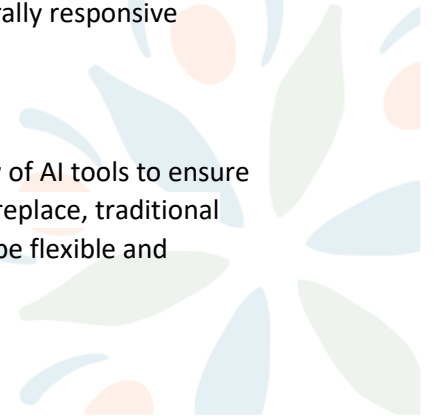 rally responsive
of AI tools to ensure
replace, traditional
be flexible and